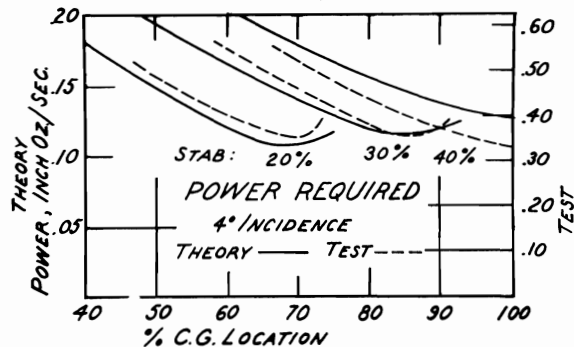 .20
.15
.10
.05
THEORY
POWER, INCH OZ./SEC.
.60
.50
.40
.30
.20
.10
TEST
STAB: 20% 30% 40%
POWER REQUIRED
4° INCIDENCE
THEORY TEST
40 50 60 70 80 90 100
% C.G. LOCATION